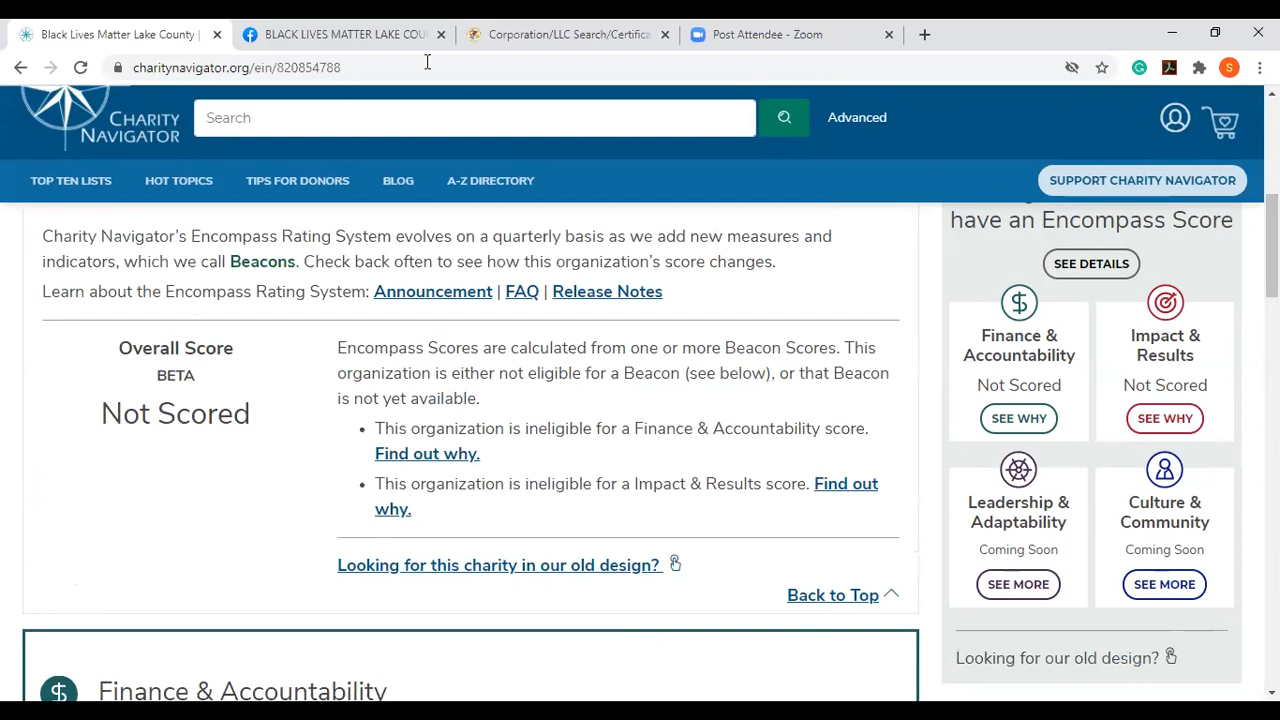 Black Lives Matter Lake County |
BLACK LIVES MATTER LAKE COU
Corporation/LLC Search/Certifica
Post Attendee - Zoom
charitynavigator.org/ein/820854788
S
CHARITY
NAVIGATOR
Search
Advanced
TOP TEN LISTS
HOT TOPICS
TIPS FOR DONORS
BLOG
A-Z DIRECTORY
SUPPORT CHARITY NAVIGATOR
Charity Navigator's Encompass Rating System evolves on a quarterly basis as we add new measures and
indicators, which we call Beacons. Check back often to see how this organization's score changes.
Learn about the Encompass Rating System: Announcement | FAQ | Release Notes
Overall Score
BETA
Not Scored
Encompass Scores are calculated from one or more Beacon Scores. This
organization is either not eligible for a Beacon (see below), or that Beacon
is not yet available.
• This organization is ineligible for a Finance & Accountability score.
Find out why.
• This organization is ineligible for a Impact & Results score. Find out
why.
Looking for this charity in our old design?
Back to Top
Finance & Accountability
have an Encompass Score
SEE DETAILS
Finance &
Accountability
Not Scored
SEE WHY
Impact &
Results
Not Scored
SEE WHY
Leadership &
Adaptability
Coming Soon
SEE MORE
Culture &
Community
Coming Soon
SEE MORE
Looking for our old design?